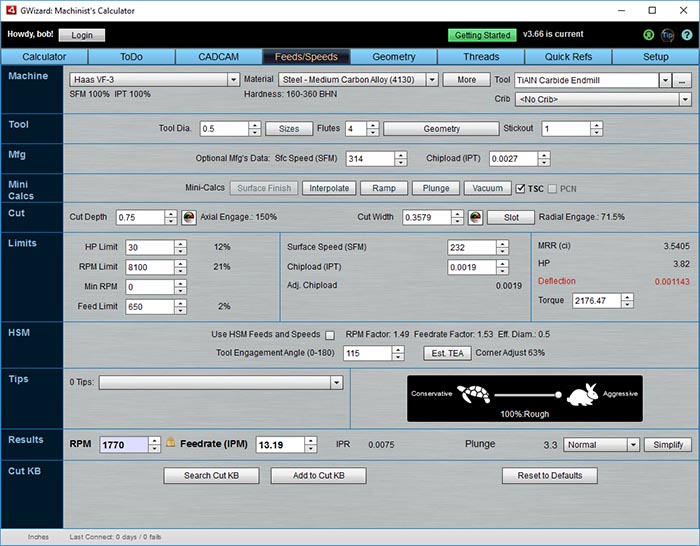 GWizard: Machinist's Calculator
Howdy, bob! Login Getting Started v3.66 is current Tip ?
Calculator ToDo CADCAM Feeds/Speeds Geometry Threads Quick Refs Setup
Machine Haas VF-3 Material Steel - Medium Carbon Alloy (4130) More Tool TiAlN Carbide Endmill ...
SFM 100% IPT 100% Hardness: 160-360 BHN Crib <No Crib>
Tool Tool Dia. 0.5 Sizes Flutes 4 Geometry Stickout 1
Mfg Optional Mfg's Data: Sfc Speed (SFM) 314 Chipload (IPT) 0.0027
Mini Calcs Mini-Calcs Surface Finish Interpolate Ramp Plunge Vacuum TSC PCN
Cut Cut Depth 0.75 Axial Engage.: 150% Cut Width 0.3579 Slot Radial Engage.: 71.5%
Limits HP Limit 30 12% Surface Speed (SFM) 232 MRR (ci) 3.5405
RPM Limit 8100 21% Chipload (IPT) 0.0019 HP 3.82
Min RPM 0 Adj. Chipload 0.0019 Deflection 0.001143
Feed Limit 650 2% Torque 2176.47
HSM Use HSM Feeds and Speeds RPM Factor: 1.49 Feedrate Factor: 1.53 Eff. Diam.: 0.5
Tool Engagement Angle (0-180) 115 Est. TEA Corner Adjust 63%
Tips 0 Tips: Conservative Aggressive
100%:Rough
Results RPM 1770 Feedrate (IPM) 13.19 IPR 0.0075 Plunge 3.3 Normal Simplify
Cut KB Search Cut KB Add to Cut KB Reset to Defaults
Inches Last Connect: 0 days / 0 fails